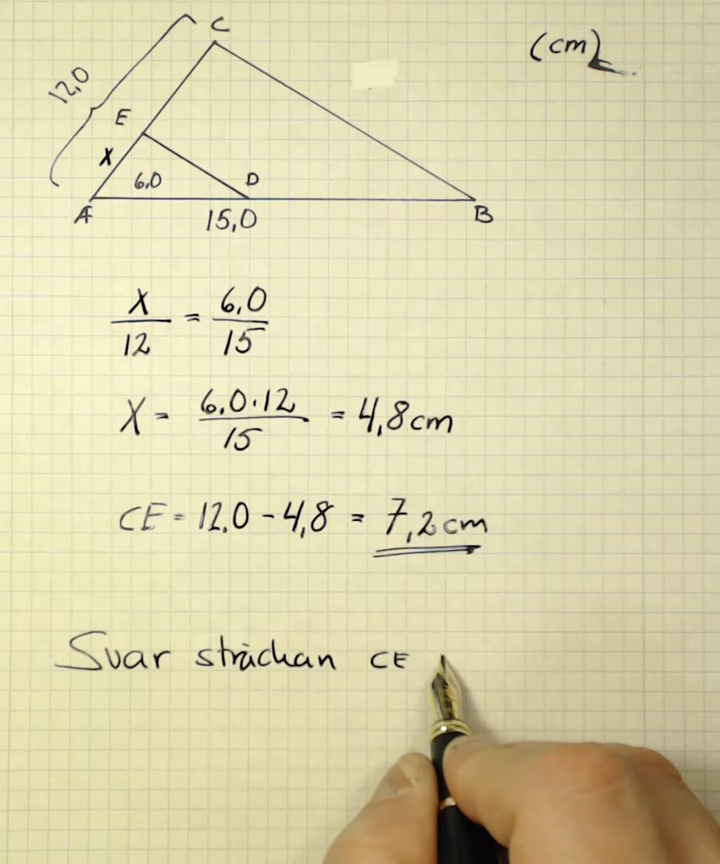 C
(cm)
12,0
E
X
6,0
D
A
15,0
B
X/12 = 6,0/15
X = 6,0·12/15 = 4,8cm
CE = 12,0 - 4,8 = 7,2cm
Svar sträckan CE